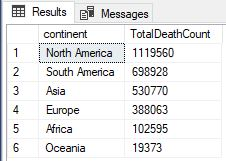 Results Messages
continent TotalDeathCount
1 North America 1119560
2 South America 698928
3 Asia 530770
4 Europe 388063
5 Africa 102595
6 Oceania 19373